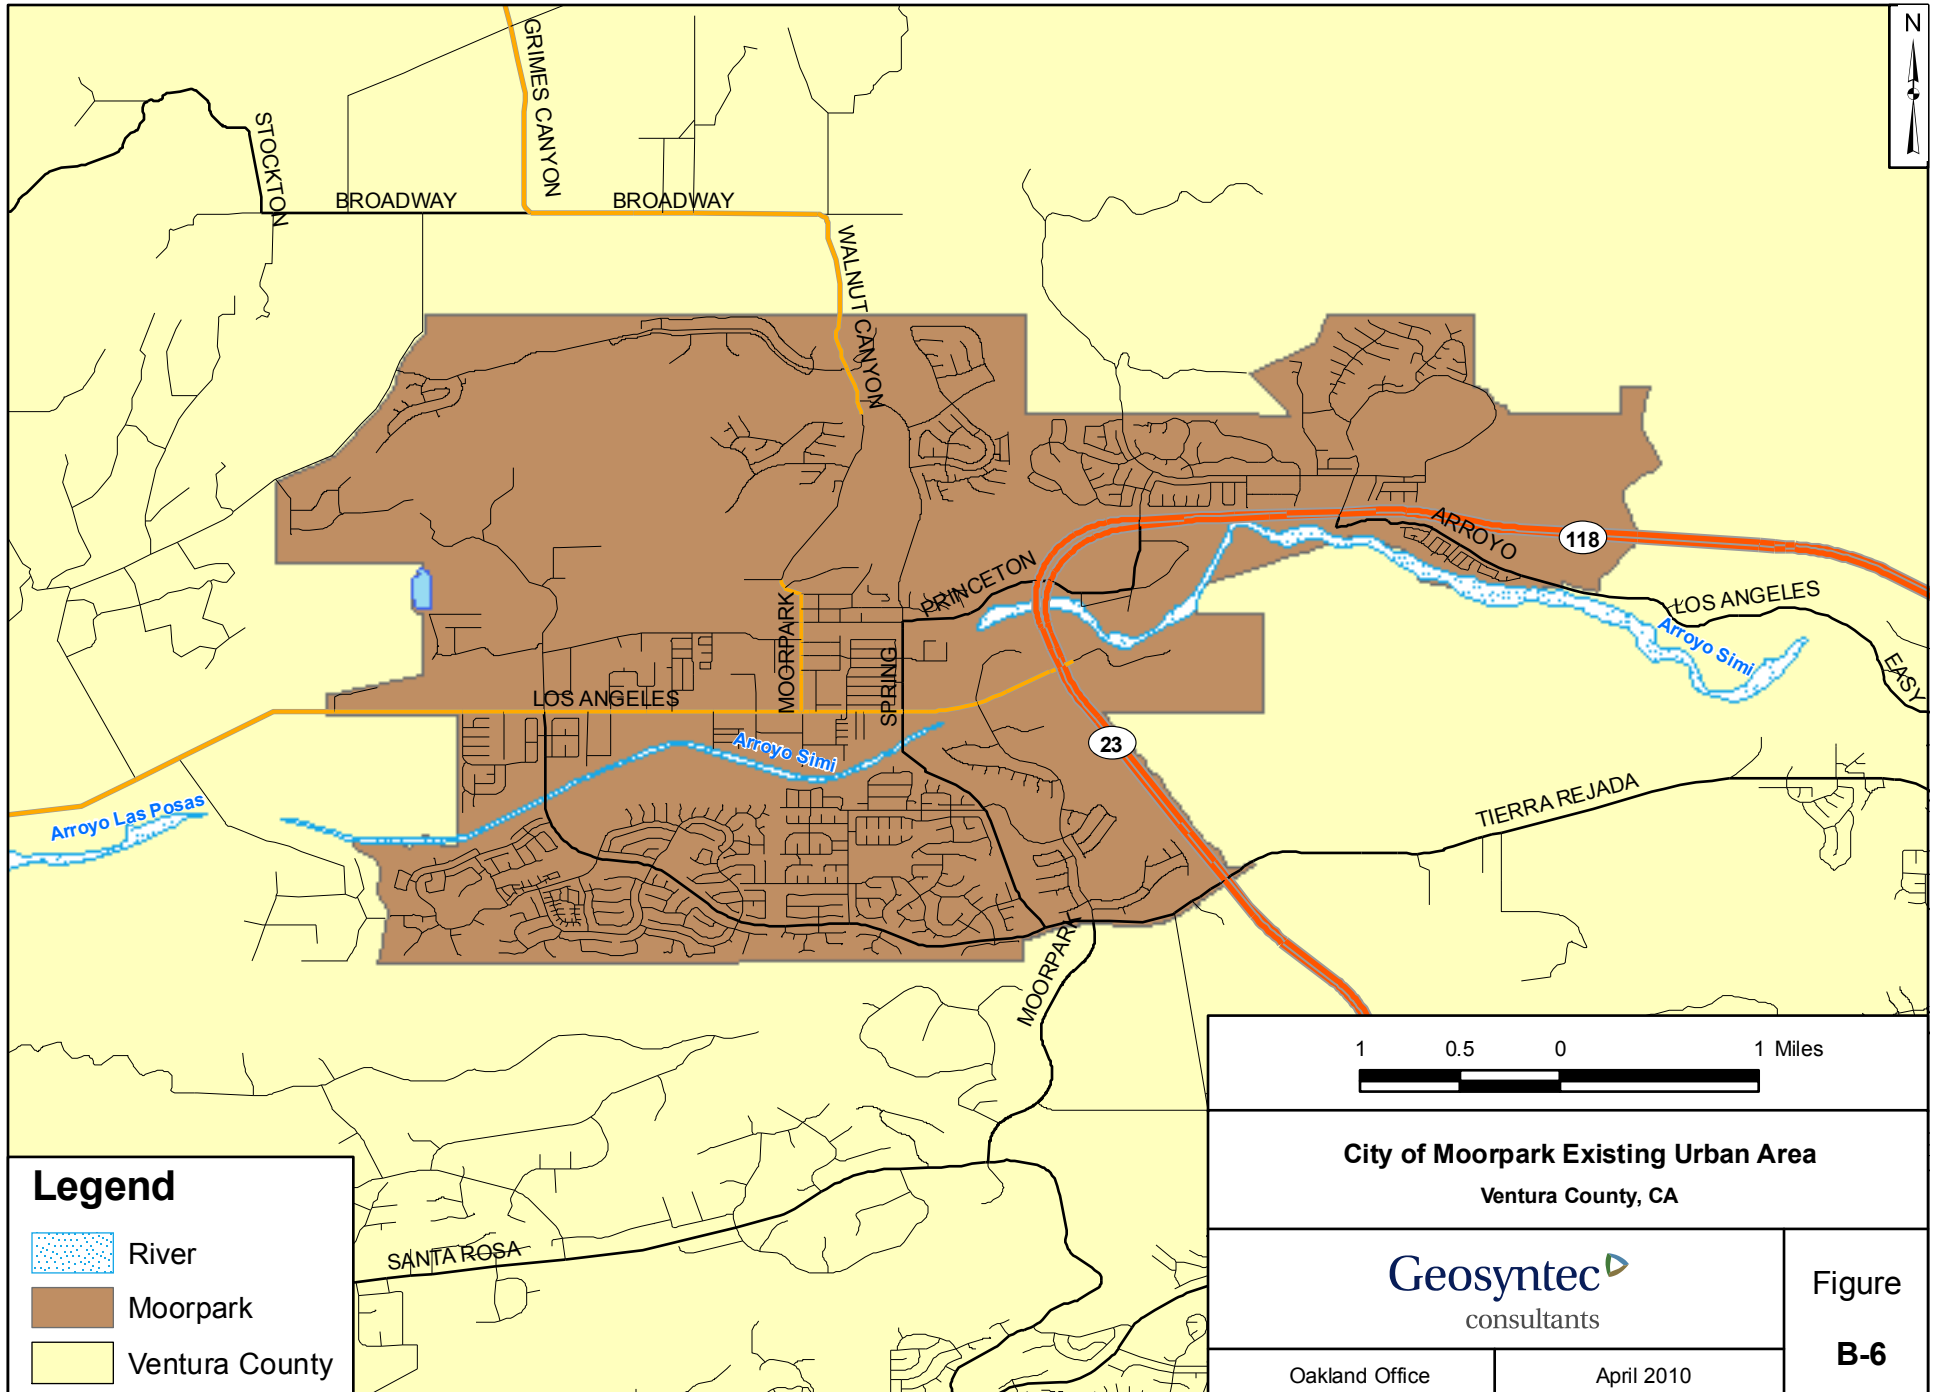 N
GRIMES CANYON
STOCKTON
BROADWAY
BROADWAY
WALNUT CANYON
ARROYO
118
PRINCETON
MOORPARK
LOS ANGELES
Arroyo Simi
SPRING
LOS ANGELES
EASY
Arroyo Simi
23
TIERRA REJADA
Arroyo Las Posas
MOORPARK
SANTA ROSA
1 0.5 0 1 Miles
City of Moorpark Existing Urban Area
Ventura County, CA
Geosyntec
consultants
Figure
B-6
Oakland Office
April 2010
Legend
River
Moorpark
Ventura County